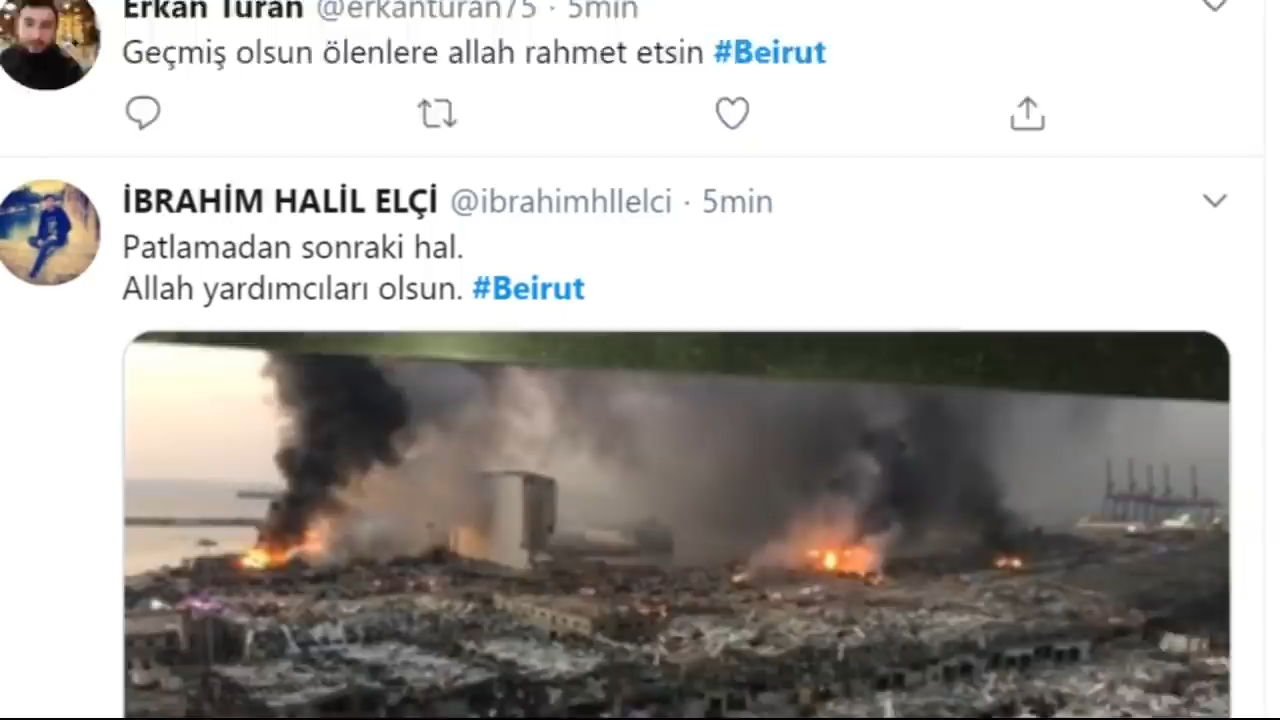 Erkan Turan @erkanturan75 · 5min
Geçmiş olsun ölenlere allah rahmet etsin #Beirut
İBRAHİM HALİL ELÇİ @ibrahimhllelci · 5min
Patlamadan sonraki hal.
Allah yardımcıları olsun. #Beirut